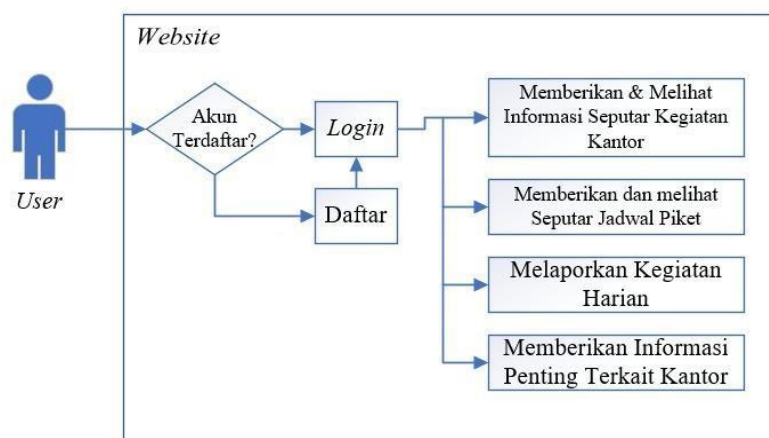 Website
User
Akun
Terdaftar?
Login
Daftar
Memberikan & Melihat
Informasi Seputar Kegiatan
Kantor
Memberikan dan melihat
Seputar Jadwal Piket
Melaporkan Kegiatan
Harian
Memberikan Informasi
Penting Terkait Kantor